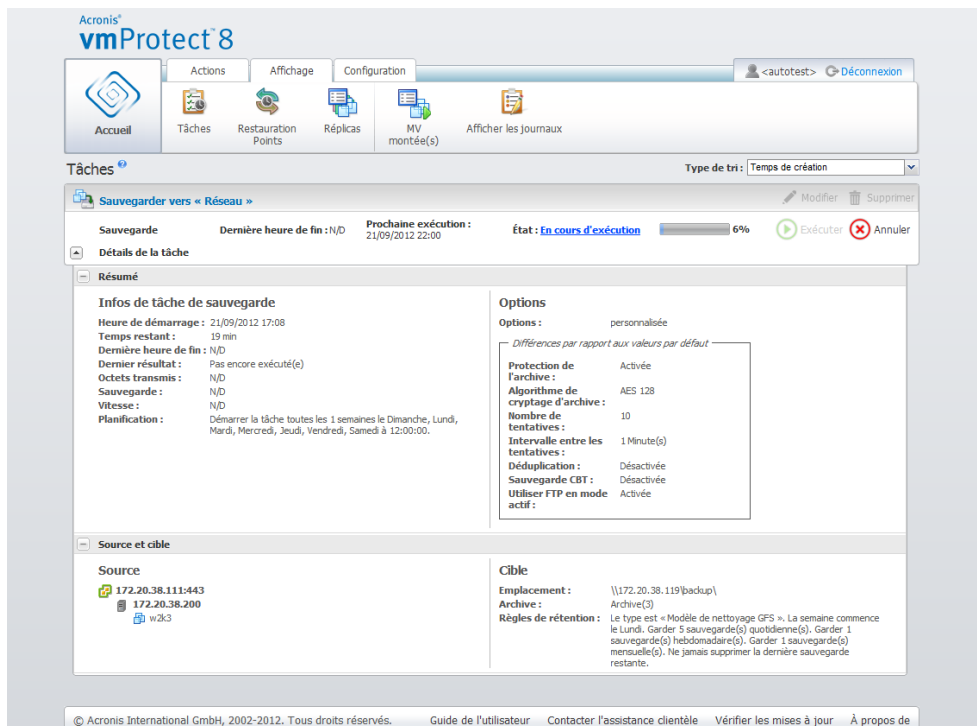 Acronis®
vmProtect™8
Actions Affichage Configuration
<autotest> Déconnexion
Accueil
Tâches
Restauration Points
Réplicas
MV montée(s)
Afficher les journaux
Tâches
Type de tri : Temps de création
Sauvegarder vers « Réseau »
Modifier Supprimer
Sauvegarde Dernière heure de fin : N/D Prochaine exécution : 21/09/2012 22:00 État : En cours d'exécution 6% Exécuter Annuler
Détails de la tâche
Résumé
Infos de tâche de sauvegarde
Heure de démarrage : 21/09/2012 17:08
Temps restant : 19 min
Dernière heure de fin : N/D
Dernier résultat : Pas encore exécuté(e)
Octets transmis : N/D
Sauvegarde : N/D
Vitesse : N/D
Planification : Démarrer la tâche toutes les 1 semaines le Dimanche, Lundi,
Mardi, Mercredi, Jeudi, Vendredi, Samedi à 12:00:00.
Options
Options : personnalisée
Différences par rapport aux valeurs par défaut
Protection de l'archive : Activée
Algorithme de cryptage d'archive : AES 128
Nombre de tentatives : 10
Intervalle entre les tentatives : 1 Minute(s)
Déduplication : Désactivée
Sauvegarde CBT : Désactivée
Utiliser FTP en mode actif : Activée
Source et cible
Source
172.20.38.111:443
172.20.38.200
w2k3
Cible
Emplacement : \\172.20.38.119\backup\
Archive : Archive(3)
Règles de rétention : Le type est « Modèle de nettoyage GFS ». La semaine commence
le Lundi. Garder 5 sauvegarde(s) quotidienne(s). Garder 1
sauvegarde(s) hebdomadaire(s). Garder 1 sauvegarde(s)
mensuelle(s). Ne jamais supprimer la dernière sauvegarde
restante.
© Acronis International GmbH, 2002-2012. Tous droits réservés. Guide de l'utilisateur Contacter l'assistance clientèle Vérifier les mises à jour À propos de